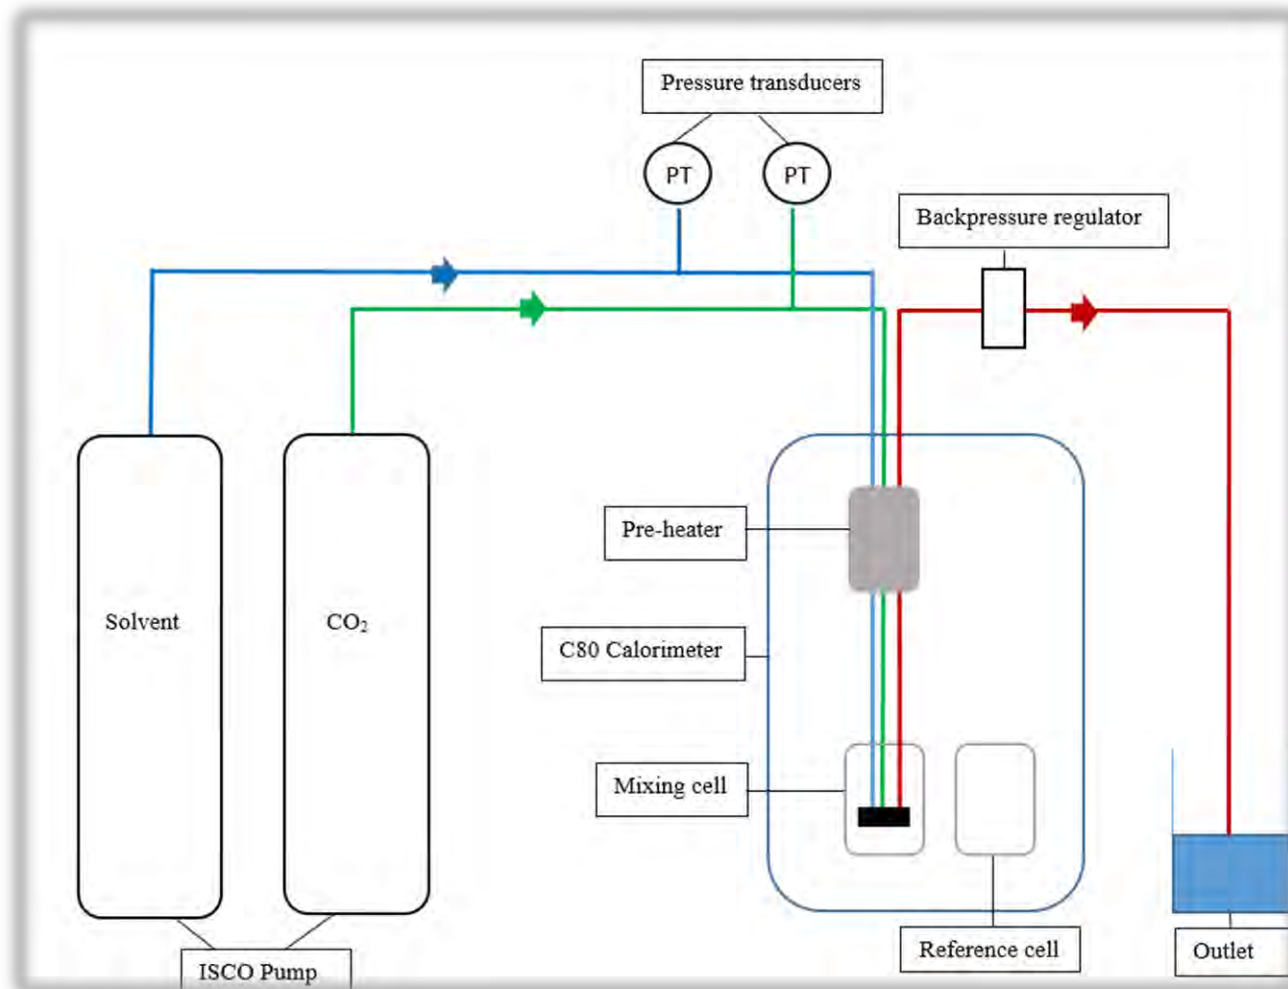 Pressure transducers
PT
PT
Backpressure regulator
Pre-heater
Solvent
CO₂
C80 Calorimeter
Mixing cell
Reference cell
Outlet
ISCO Pump